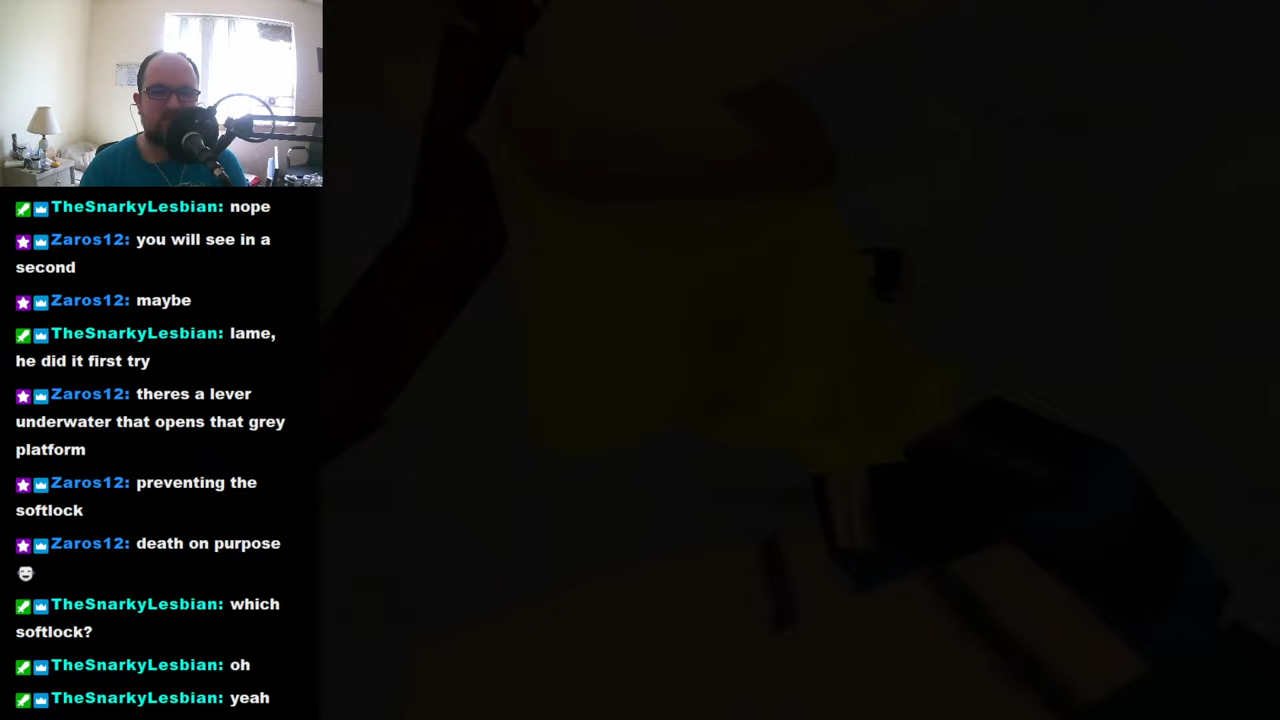 TheSnarkyLesbian: nope
Zaros12: you will see in a
second
Zaros12: maybe
TheSnarkyLesbian: lame,
he did it first try
Zaros12: theres a lever
underwater that opens that grey
platform
Zaros12: preventing the
softlock
Zaros12: death on purpose
TheSnarkyLesbian: which
softlock?
TheSnarkyLesbian: oh
TheSnarkyLesbian: yeah